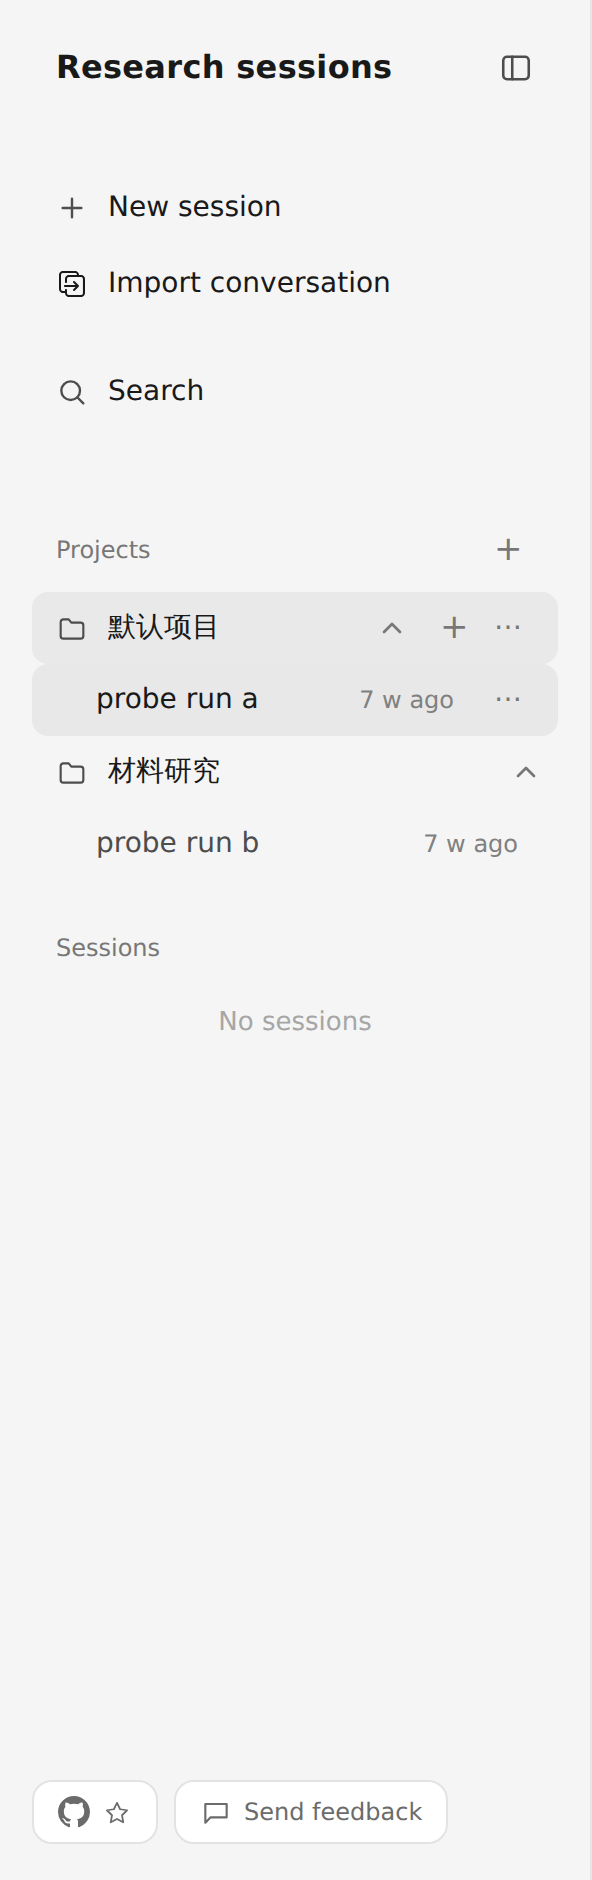 Research sessions
New session
Import conversation
Search
Projects
默认项目
probe run a 7 w ago
材料研究
probe run b 7 w ago
Sessions
No sessions
Send feedback